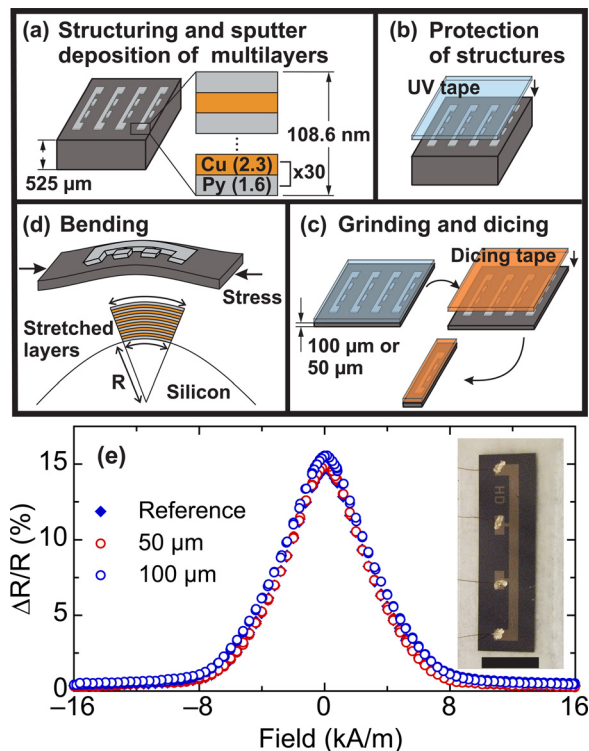 (a) Structuring and sputter
deposition of multilayers
525 µm
Cu (2.3)
Py (1.6)
x30
108.6 nm
(b) Protection
of structures
UV tape
(d) Bending
Stress
Stretched
layers
R
Silicon
(c) Grinding and dicing
Dicing tape
100 µm or
50 µm
(e)
Reference
50 µm
100 µm
HD
ΔR/R (%)
15
10
5
0
−16
−8
0
8
16
Field (kA/m)